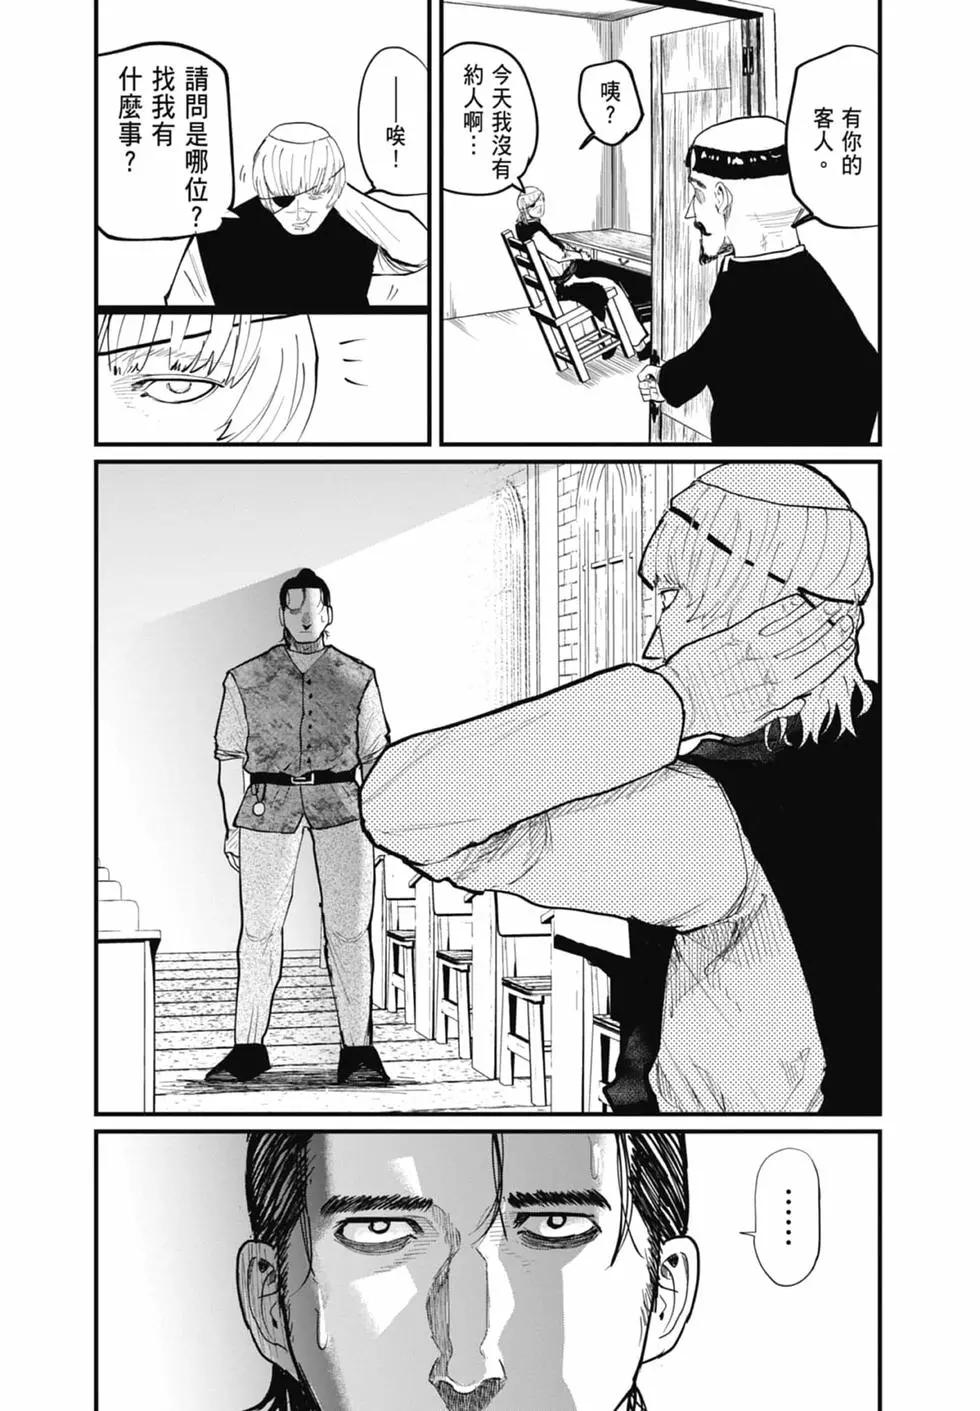 有你的
客人。
咦？
今天我沒有
約人啊…
——唉！
請問是哪位？
找我有
什麼事？
……